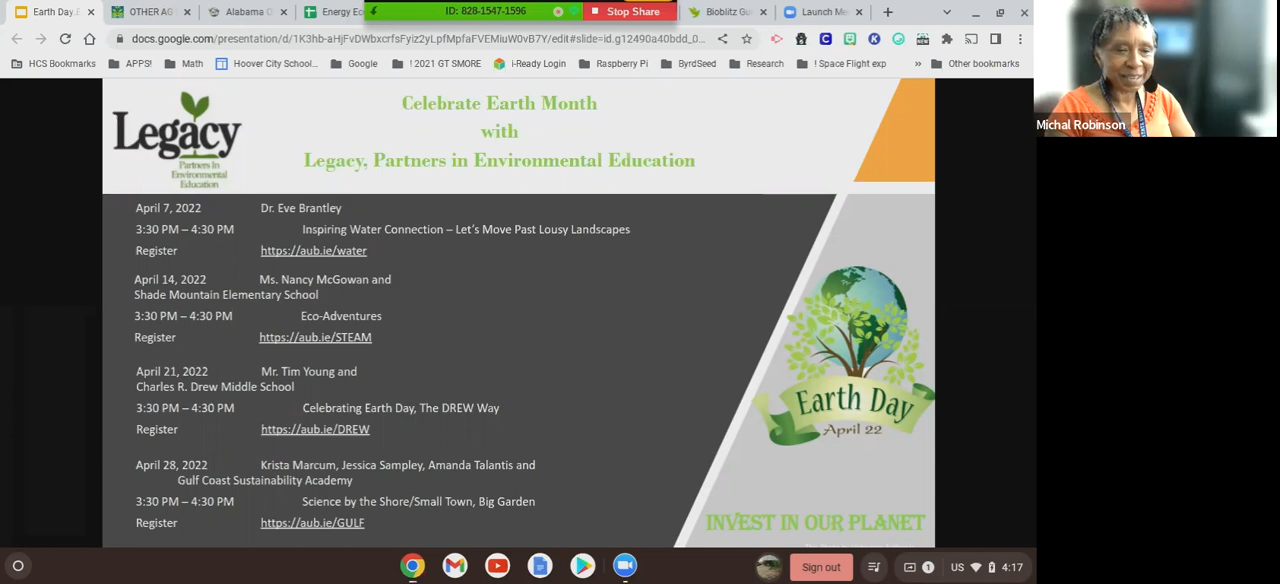 Earth Day.E
OTHER AG
Alabama O
Energy Eco
ID: 828-1547-1596
Stop Share
Bioblitz Gui
Launch Me
docs.google.com/presentation/d/1K3hb-aHjFvDWbxcrfsFyiz2yLpfMpfaFVEMiuW0vB7Y/edit#slide=id.g12490a40bdd_0...
HCS Bookmarks
APPS!
Math
Hoover City School...
Google
! 2021 GT SMORE
i-Ready Login
Raspberry Pi
ByrdSeed
Research
! Space Flight exp
»
Other bookmarks
Michal Robinson
Legacy
Partners In
Environmental
Education
Celebrate Earth Month
with
Legacy, Partners in Environmental Education
April 7, 2022 Dr. Eve Brantley
3:30 PM – 4:30 PM Inspiring Water Connection – Let's Move Past Lousy Landscapes
Register https://aub.ie/water
April 14, 2022 Ms. Nancy McGowan and
Shade Mountain Elementary School
3:30 PM – 4:30 PM Eco-Adventures
Register https://aub.ie/STEAM
April 21, 2022 Mr. Tim Young and
Charles R. Drew Middle School
3:30 PM – 4:30 PM Celebrating Earth Day, The DREW Way
Register https://aub.ie/DREW
April 28, 2022 Krista Marcum, Jessica Sampley, Amanda Talantis and
Gulf Coast Sustainability Academy
3:30 PM – 4:30 PM Science by the Shore/Small Town, Big Garden
Register https://aub.ie/GULF
Earth Day
April 22
INVEST IN OUR PLANET
Sign out
1
US
4:17